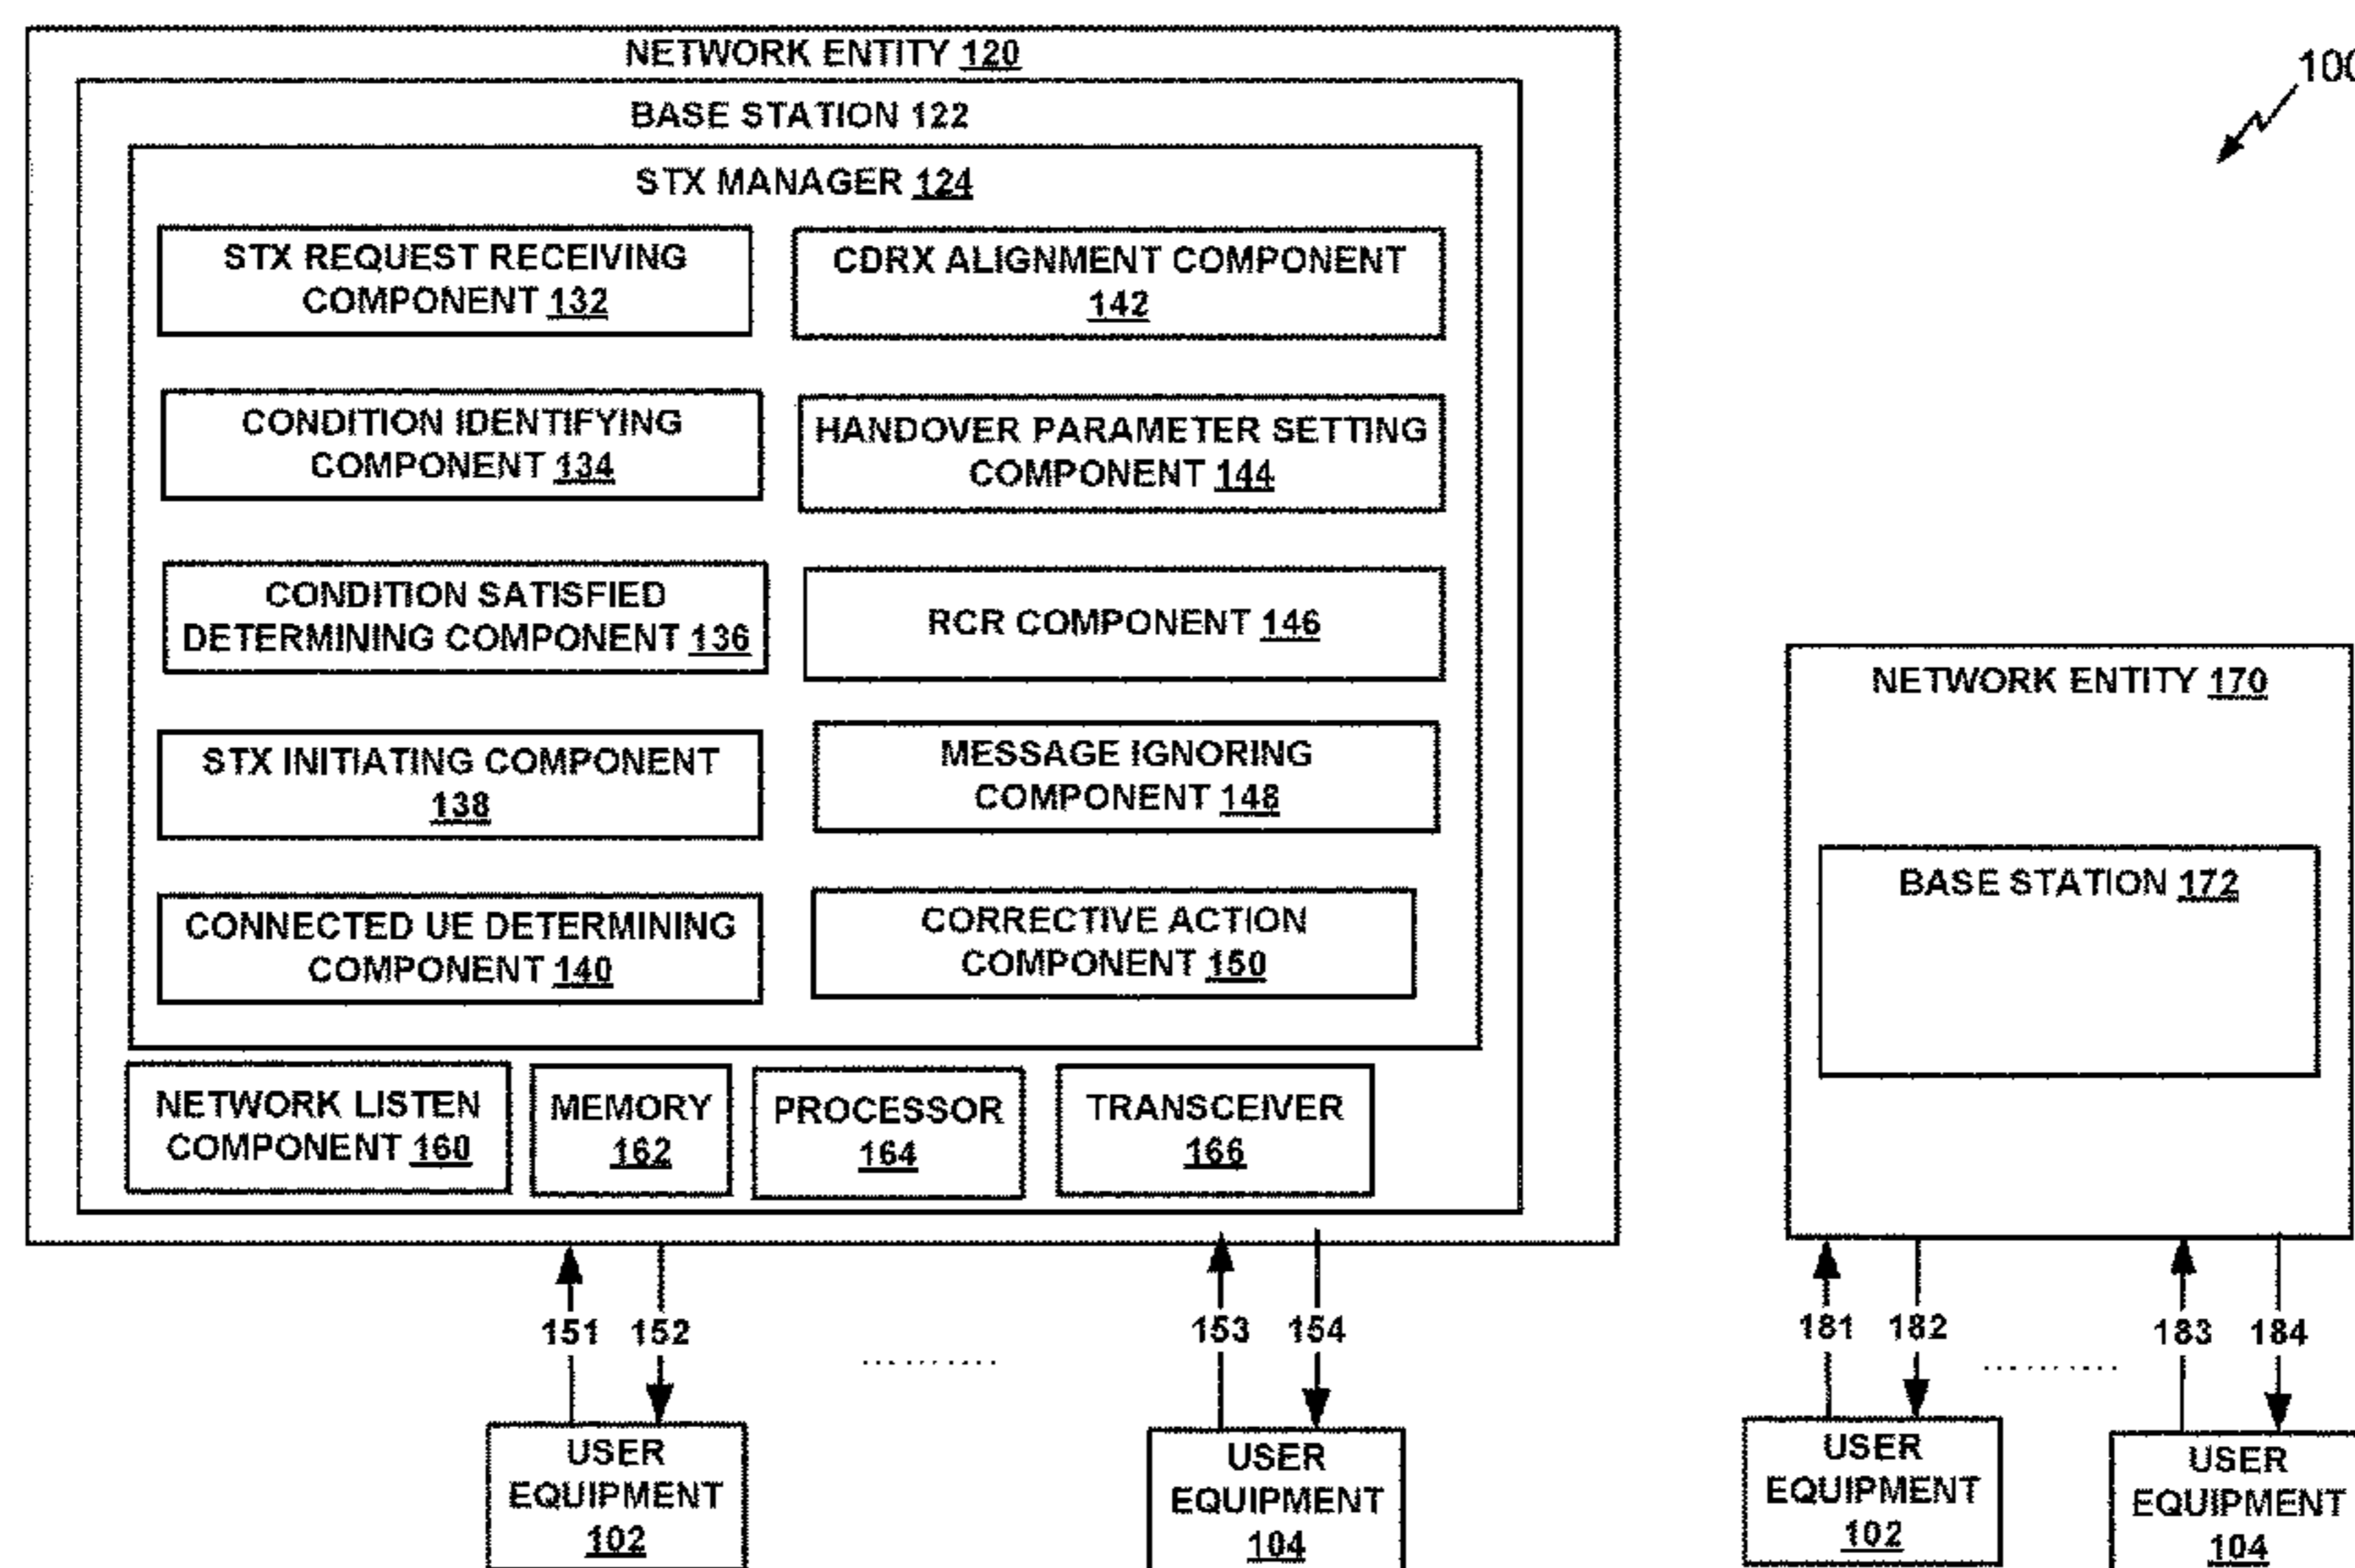 NETWORK ENTITY 120
100
BASE STATION 122
STX MANAGER 124
STX REQUEST RECEIVING
COMPONENT 132
CDRX ALIGNMENT COMPONENT
142
CONDITION IDENTIFYING
COMPONENT 134
HANDOVER PARAMETER SETTING
COMPONENT 144
CONDITION SATISFIED
DETERMINING COMPONENT 136
RCR COMPONENT 146
STX INITIATING COMPONENT
138
MESSAGE IGNORING
COMPONENT 148
CONNECTED UE DETERMINING
COMPONENT 140
CORRECTIVE ACTION
COMPONENT 150
NETWORK LISTEN
COMPONENT 160
MEMORY
162
PROCESSOR
164
TRANSCEIVER
166
NETWORK ENTITY 170
BASE STATION 172
151 152
153 154
181 182
183 184
USER
EQUIPMENT
102
USER
EQUIPMENT
104
USER
EQUIPMENT
102
USER
EQUIPMENT
104